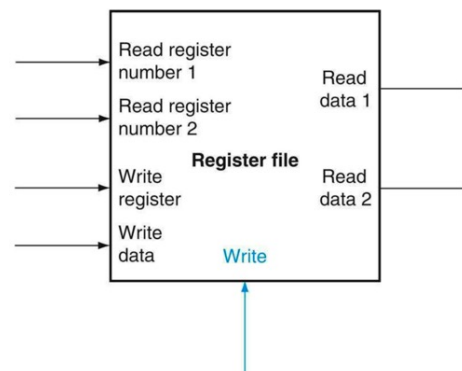 Read register
number 1
Read register
number 2
Write
register
Write
data
Register file
Read
data 1
Read
data 2
Write